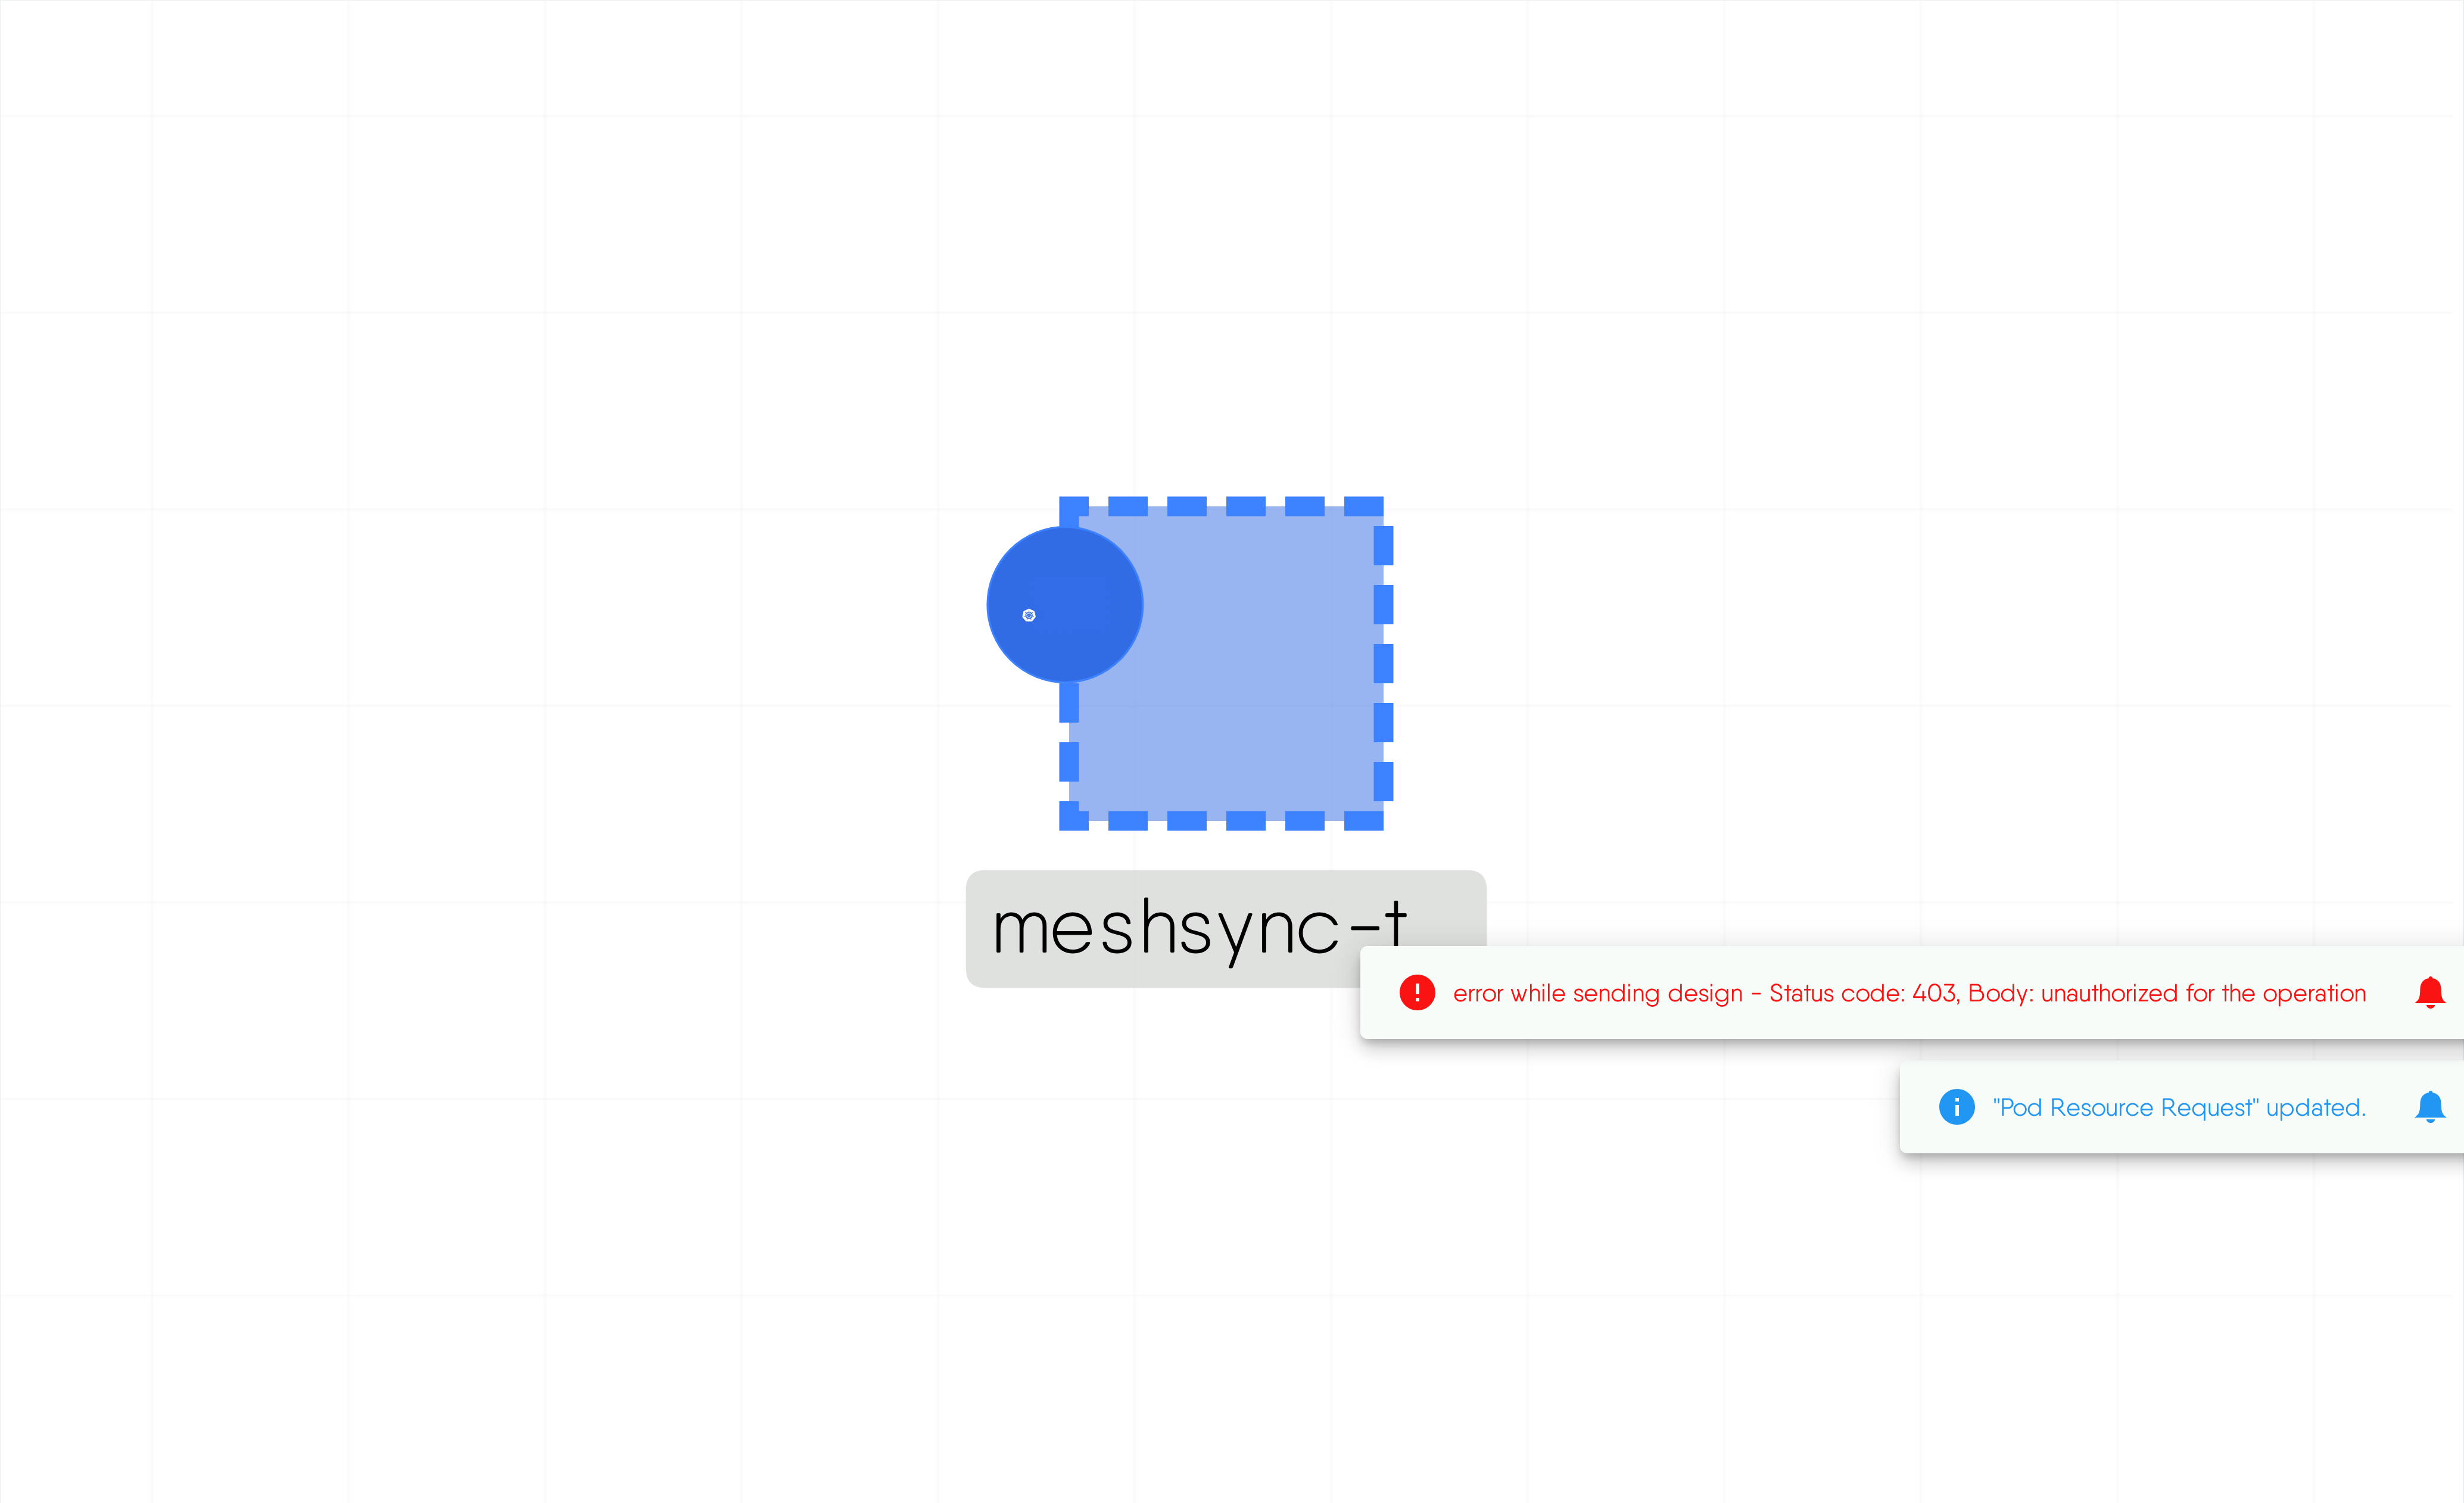 meshsync-t
error while sending design - Status code: 403, Body: unauthorized for the operation
"Pod Resource Request" updated.